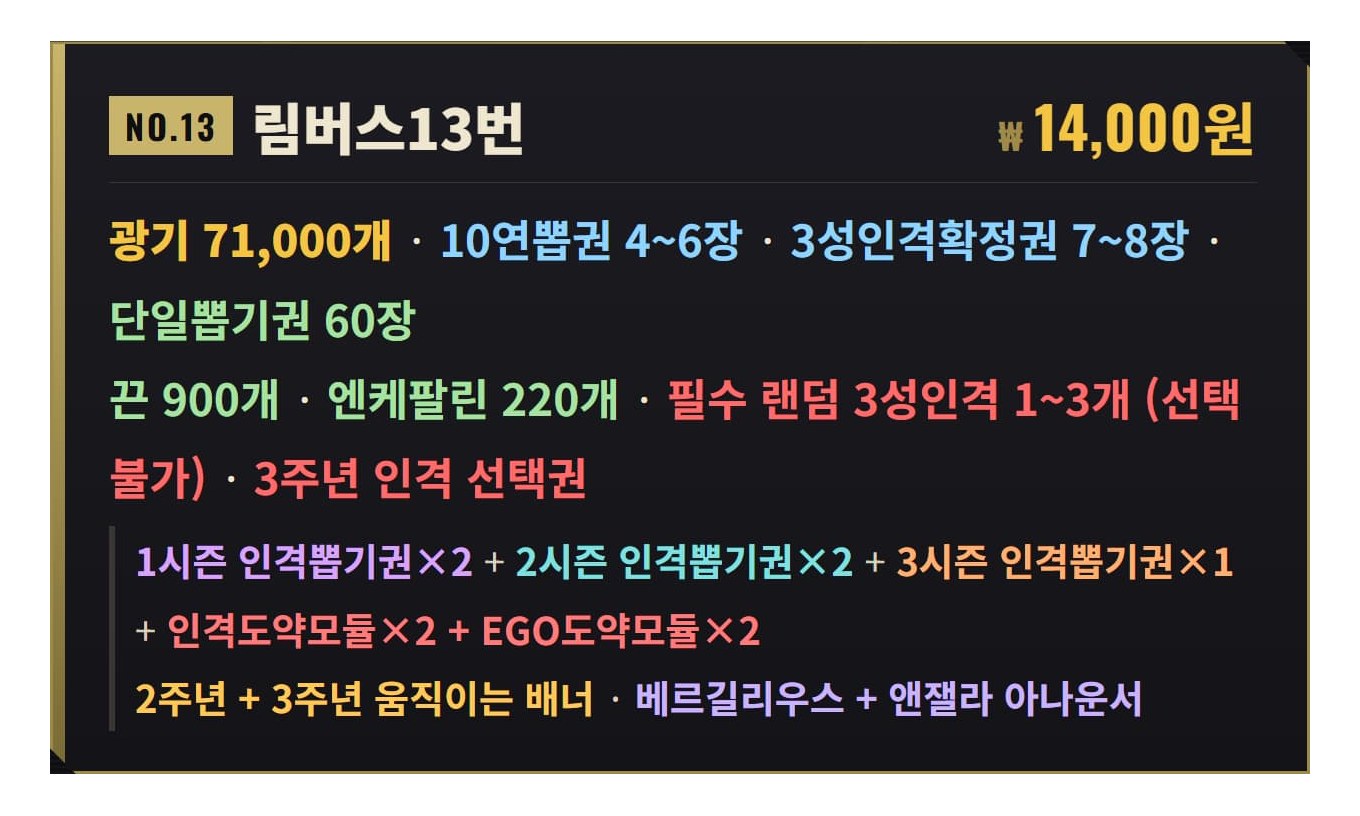 NO.13 림버스13번 ₩ 14,000원
광기 71,000개 · 10연뽑권 4~6장 · 3성인격확정권 7~8장 ·
단일뽑기권 60장
끈 900개 · 엔케팔린 220개 · 필수 랜덤 3성인격 1~3개 (선택
불가) · 3주년 인격 선택권
1시즌 인격뽑기권×2 + 2시즌 인격뽑기권×2 + 3시즌 인격뽑기권×1
+ 인격도약모듈×2 + EGO도약모듈×2
2주년 + 3주년 움직이는 배너 · 베르길리우스 + 앤잴라 아나운서